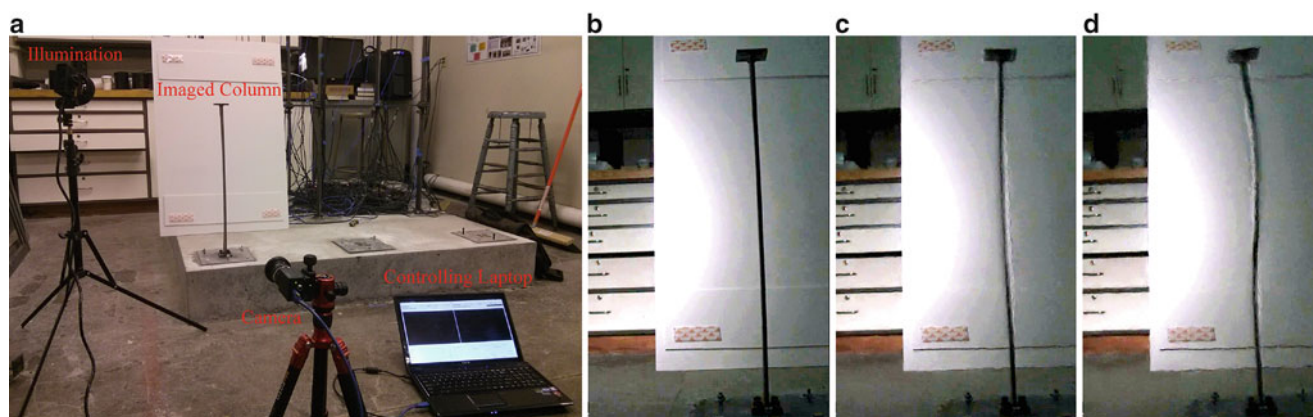 a
b
c
d
Illumination
Imaged Column
Controlling Laptop
Camera